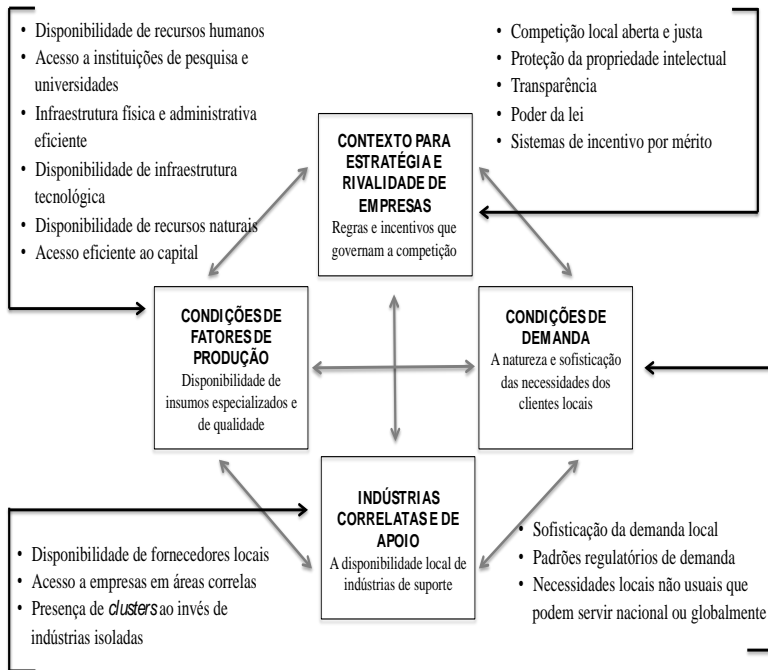 • Disponibilidade de recursos humanos
• Acesso a instituições de pesquisa e
universidades
• Infraestrutura física e administrativa
eficiente
• Disponibilidade de infraestrutura
tecnológica
• Disponibilidade de recursos naturais
• Acesso eficiente ao capital
• Competição local aberta e justa
• Proteção da propriedade intelectual
• Transparência
• Poder da lei
• Sistemas de incentivo por mérito
CONTEXTO PARA
ESTRATÉGIA E
RIVALIDADE DE
EMPRESAS
Regras e incentivos que
governam a competição
CONDIÇÕES DE
FATORES DE
PRODUÇÃO
Disponibilidade de
insumos especializados e
de qualidade
CONDIÇÕES DE
DEMANDA
A natureza e sofisticação
das necessidades dos
clientes locais
INDÚSTRIAS
CORRELATAS E DE
APOIO
A disponibilidade local de
indústrias de suporte
• Disponibilidade de fornecedores locais
• Acesso a empresas em áreas correlas
• Presença de clusters ao invés de
indústrias isoladas
• Sofisticação da demanda local
• Padrões regulatórios de demanda
• Necessidades locais não usuais que
podem servir nacional ou globalmente